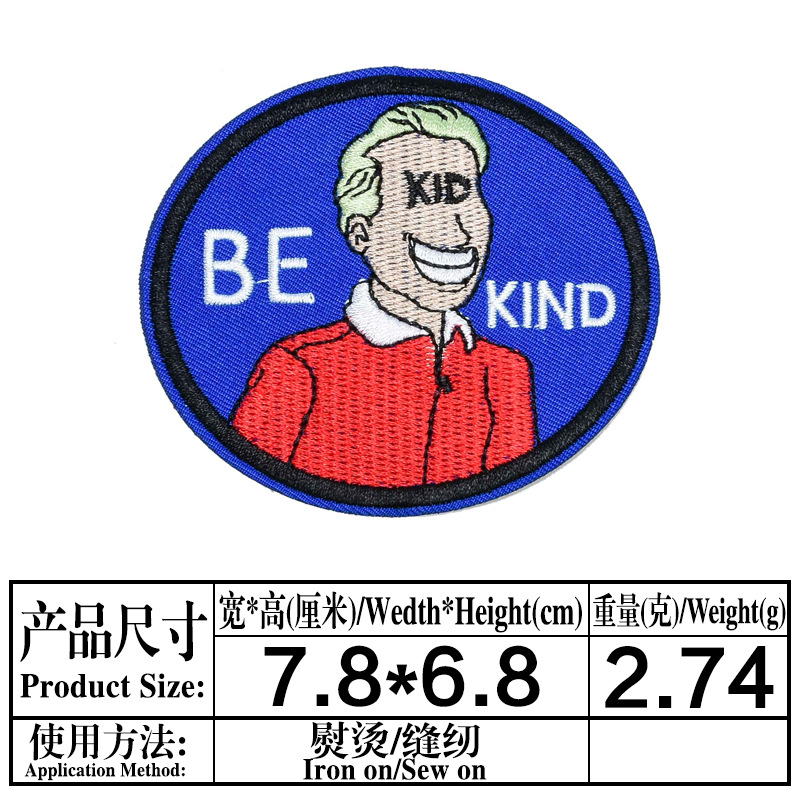 KID
BE
KIND
产品尺寸
Product Size:
宽*高(厘米)/Wedth*Height(cm)
重量(克)/Weight(g)
7.8*6.8
2.74
使用方法:
Application Method:
熨烫/缝纫
Iron on/Sew on